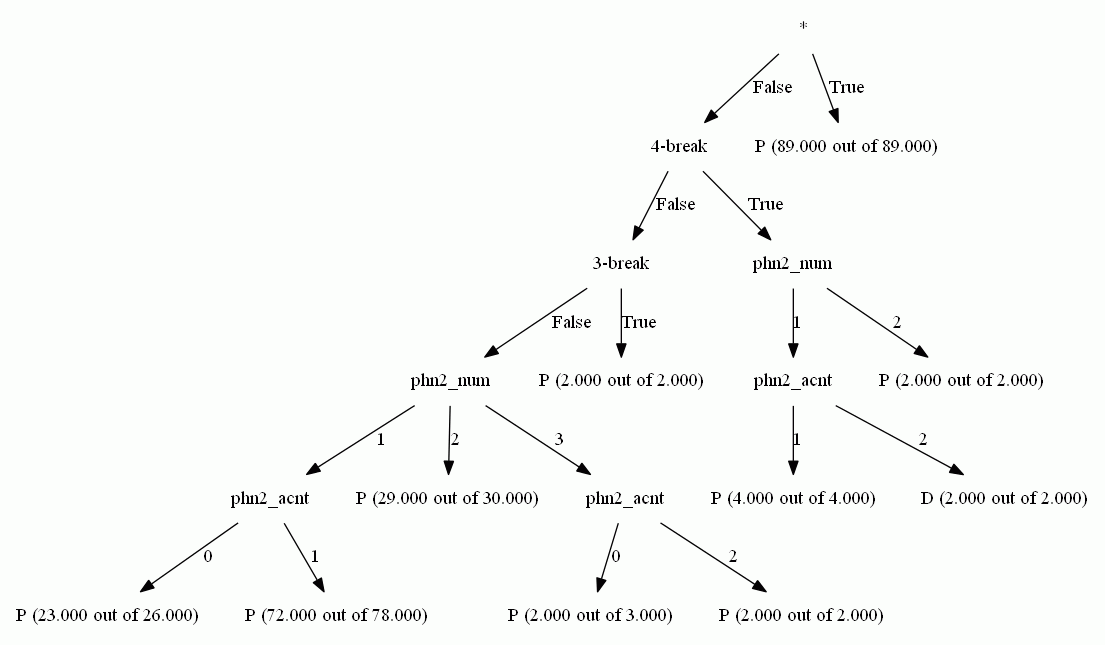 *
False True
4-break P (89.000 out of 89.000)
False True
3-break phn2_num
False True 1 2
phn2_num P (2.000 out of 2.000) phn2_acnt P (2.000 out of 2.000)
1 2 3 1 2
phn2_acnt P (29.000 out of 30.000) phn2_acnt P (4.000 out of 4.000) D (2.000 out of 2.000)
0 1 0 2
P (23.000 out of 26.000) P (72.000 out of 78.000) P (2.000 out of 3.000) P (2.000 out of 2.000)